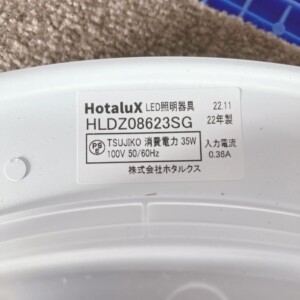 HotaluX LED照明器具 22.11
HLDZ08623SG 22年製
PS E TSUJIKO 消費電力 35W 入力電流
100V 50/60Hz 0.36A
株式会社ホタルクス